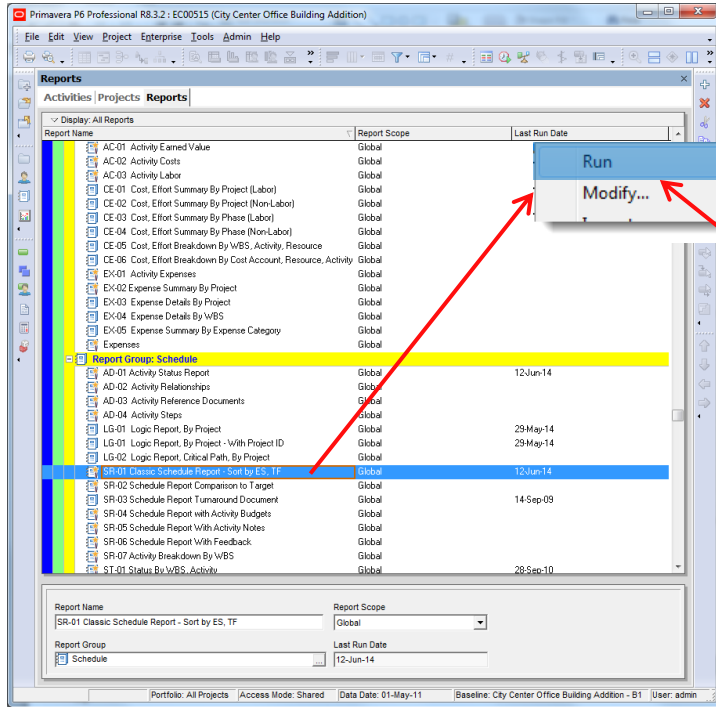 Primavera P6 Professional R8.3.2 : EC00515 (City Center Office Building Addition)
File Edit View Project Enterprise Tools Admin Help
Reports
Activities Projects Reports
Display: All Reports
Report Name Report Scope Last Run Date
AC-01 Activity Earned Value Global
AC-02 Activity Costs Global
AC-03 Activity Labor Global
CE-01 Cost, Effort Summary By Project (Labor) Global
CE-02 Cost, Effort Summary By Project (Non-Labor) Global
CE-03 Cost, Effort Summary By Phase (Labor) Global
CE-04 Cost, Effort Summary By Phase (Non-Labor) Global
CE-05 Cost, Effort Breakdown By WBS, Activity, Resource Global
CE-06 Cost, Effort Breakdown By Cost Account, Resource, Activity Global
EX-01 Activity Expenses Global
EX-02 Expense Summary By Project Global
EX-03 Expense Details By Project Global
EX-04 Expense Details By WBS Global
EX-05 Expense Summary By Expense Category Global
Expenses Global
Run
Modify...
Report Group: Schedule
AD-01 Activity Status Report Global 12-Jun-14
AD-02 Activity Relationships Global
AD-03 Activity Reference Documents Global
AD-04 Activity Steps Global
LG-01 Logic Report, By Project Global 29-May-14
LG-01 Logic Report, By Project - With Project ID Global 29-May-14
LG-02 Logic Report, Critical Path, By Project Global
SR-01 Classic Schedule Report - Sort by ES, TF Global 12-Jun-14
SR-02 Schedule Report Comparison to Target Global
SR-03 Schedule Report Turnaround Document Global 14-Sep-09
SR-04 Schedule Report with Activity Budgets Global
SR-05 Schedule Report With Activity Notes Global
SR-06 Schedule Report With Feedback Global
SR-07 Activity Breakdown By WBS Global
ST-01 Status By WBS, Activity Global 28-Sep-10
Report Name Report Scope
SR-01 Classic Schedule Report - Sort by ES, TF Global
Report Group Last Run Date
Schedule ... 12-Jun-14
Portfolio: All Projects Access Mode: Shared Data Date: 01-May-11 Baseline: City Center Office Building Addition - B1 User: admin